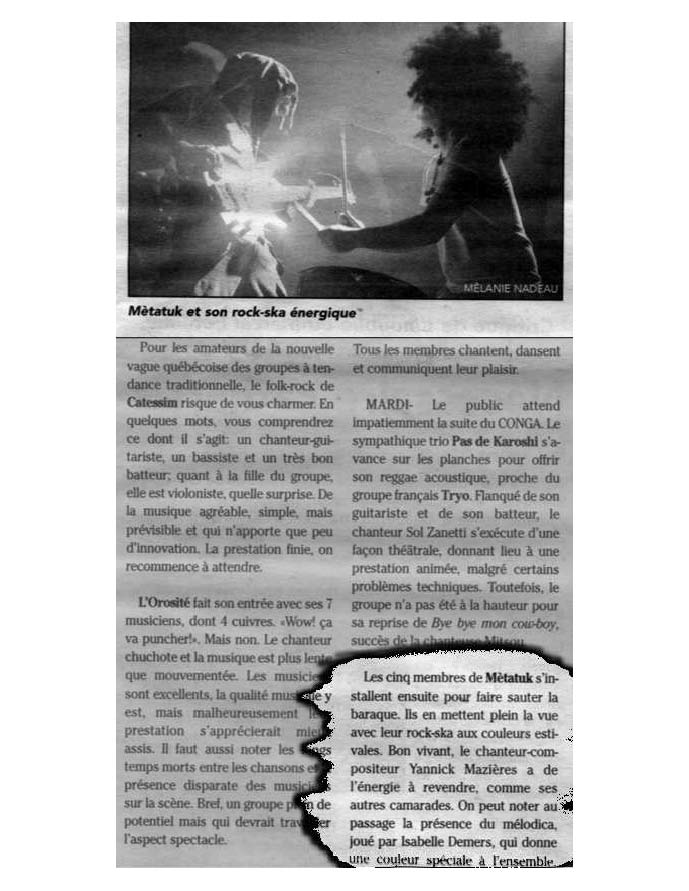 MÉLANIE NADEAU
Mètatuk et son rock-ska énergique
Pour les amateurs de la nouvelle
vague québécoise des groupes à ten-
dance traditionnelle, le folk-rock de
Catessim risque de vous charmer. En
quelques mots, vous comprendrez
ce dont il s'agit: un chanteur-gui-
tariste, un bassiste et un très bon
batteur; quant à la fille du groupe,
elle est violoniste, quelle surprise. De
la musique agréable, simple, mais
prévisible et qui n'apporte que peu
d'innovation. La prestation finie, on
recommence à attendre.
L'Orosité fait son entrée avec ses 7
musiciens, dont 4 cuivres. «Wow! ça
va puncher!». Mais non. Le chanteur
chuchote et la musique est plus lente
que mouvementée. Les musiciens
sont excellents, la qualité musicale y
est, mais malheureusement la
prestation s'apprécierait mieux
assis. Il faut aussi noter les longs
temps morts entre les chansons et
présence disparate des musiciens
sur la scène. Bref, un groupe plein de
potentiel mais qui devrait travailler
l'aspect spectacle.
Tous les membres chantent, dansent
et communiquent leur plaisir.
MARDI- Le public attend
impatiemment la suite du CONGA. Le
sympathique trio Pas de Karoshi s'a-
vance sur les planches pour offrir
son reggae acoustique, proche du
groupe français Tryo. Flanqué de son
guitariste et de son batteur, le
chanteur Sol Zanetti s'exécute d'une
façon théâtrale, donnant lieu à une
prestation animée, malgré certains
problèmes techniques. Toutefois, le
groupe n'a pas été à la hauteur pour
sa reprise de Bye bye mon cow-boy,
succès de la chanteuse Mitsou.
Les cinq membres de Mètatuk s'in-
stallent ensuite pour faire sauter la
baraque. Ils en mettent plein la vue
avec leur rock-ska aux couleurs esti-
vales. Bon vivant, le chanteur-com-
positeur Yannick Mazières a de
l'énergie à revendre, comme ses
autres camarades. On peut noter au
passage la présence du mélodica,
joué par Isabelle Demers, qui donne
une couleur spéciale à l'ensemble.